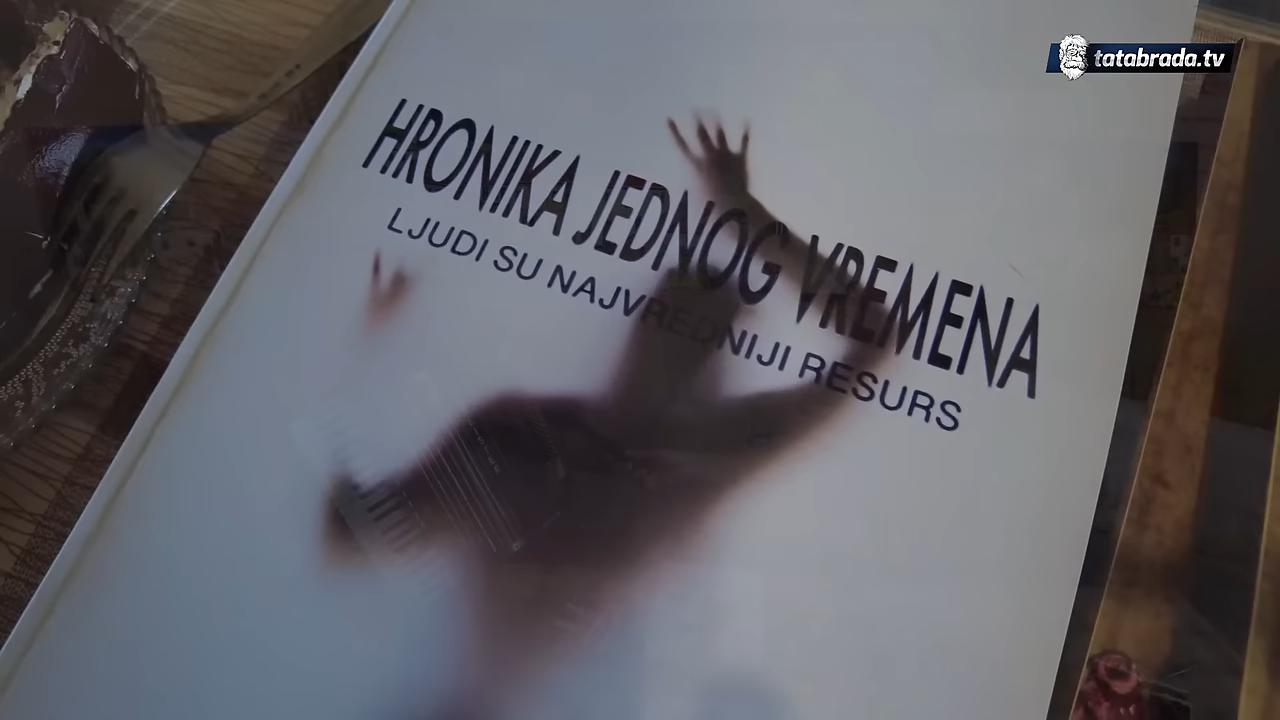 tatabrada.tv
HRONIKA JEDNOG VREMENA
LJUDI SU NAJVREDNIJI RESURS